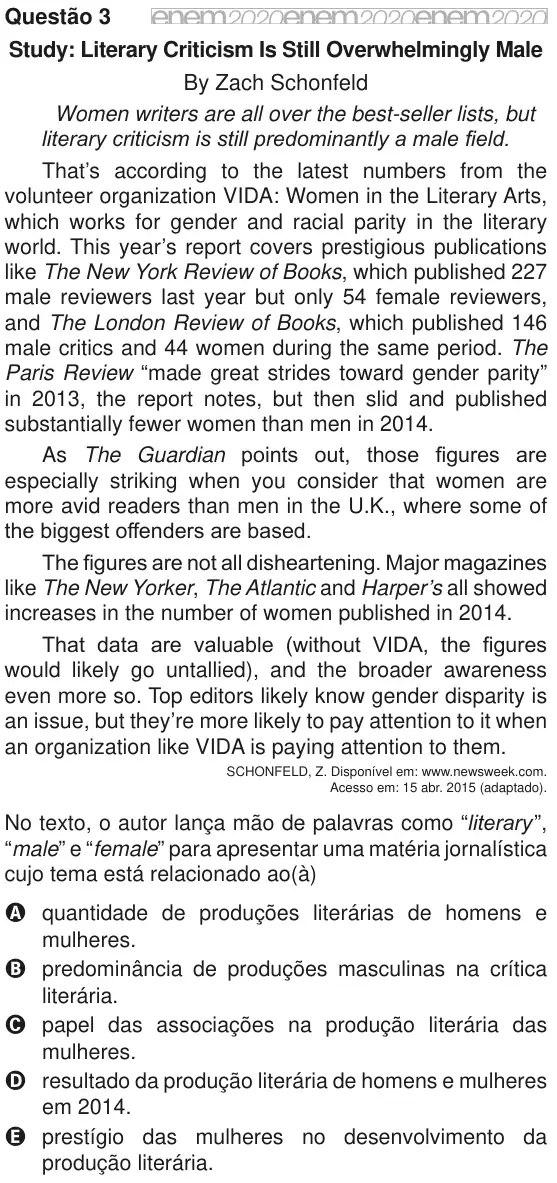 Questão 3
enem2020enem2020enem2020
Study: Literary Criticism Is Still Overwhelmingly Male
By Zach Schonfeld
Women writers are all over the best-seller lists, but
literary criticism is still predominantly a male field.
That's according to the latest numbers from the
volunteer organization VIDA: Women in the Literary Arts,
which works for gender and racial parity in the literary
world. This year's report covers prestigious publications
like The New York Review of Books, which published 227
male reviewers last year but only 54 female reviewers,
and The London Review of Books, which published 146
male critics and 44 women during the same period. The
Paris Review “made great strides toward gender parity”
in 2013, the report notes, but then slid and published
substantially fewer women than men in 2014.
As The Guardian points out, those figures are
especially striking when you consider that women are
more avid readers than men in the U.K., where some of
the biggest offenders are based.
The figures are not all disheartening. Major magazines
like The New Yorker, The Atlantic and Harper's all showed
increases in the number of women published in 2014.
That data are valuable (without VIDA, the figures
would likely go untallied), and the broader awareness
even more so. Top editors likely know gender disparity is
an issue, but they're more likely to pay attention to it when
an organization like VIDA is paying attention to them.
SCHONFELD, Z. Disponível em: www.newsweek.com.
Acesso em: 15 abr. 2015 (adaptado).
No texto, o autor lança mão de palavras como “literary”,
“male” e “female” para apresentar uma matéria jornalística
cujo tema está relacionado ao(à)
A quantidade de produções literárias de homens e
mulheres.
B predominância de produções masculinas na crítica
literária.
C papel das associações na produção literária das
mulheres.
D resultado da produção literária de homens e mulheres
em 2014.
E prestígio das mulheres no desenvolvimento da
produção literária.